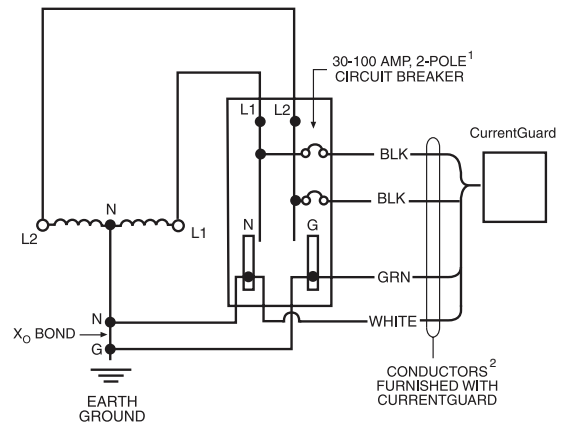 30-100 AMP, 2-POLE1
CIRCUIT BREAKER
L1
L2
CurrentGuard
BLK
BLK
N
L2
L1
N
G
GRN
N
WHITE
XO BOND
G
EARTH
GROUND
CONDUCTORS2
FURNISHED WITH
CURRENTGUARD